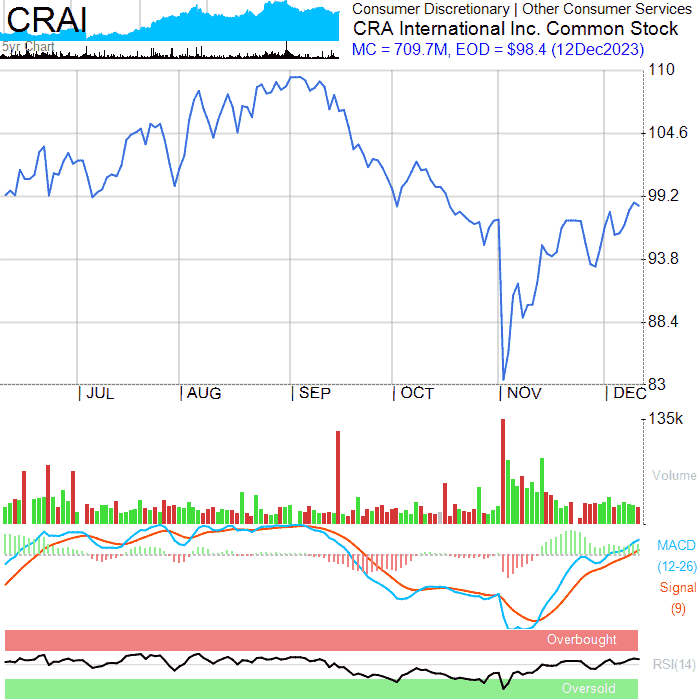 CRAI
5yr Chart
Consumer Discretionary | Other Consumer Services
CRA International Inc. Common Stock
MC = 709.7M, EOD = $98.4 (12Dec2023)
110
104.6
99.2
93.8
88.4
83
| JUL
| AUG
| SEP
| OCT
| NOV
| DEC
135k
Volume
MACD
(12-26)
Signal
(9)
Overbought
RSI(14)
Oversold